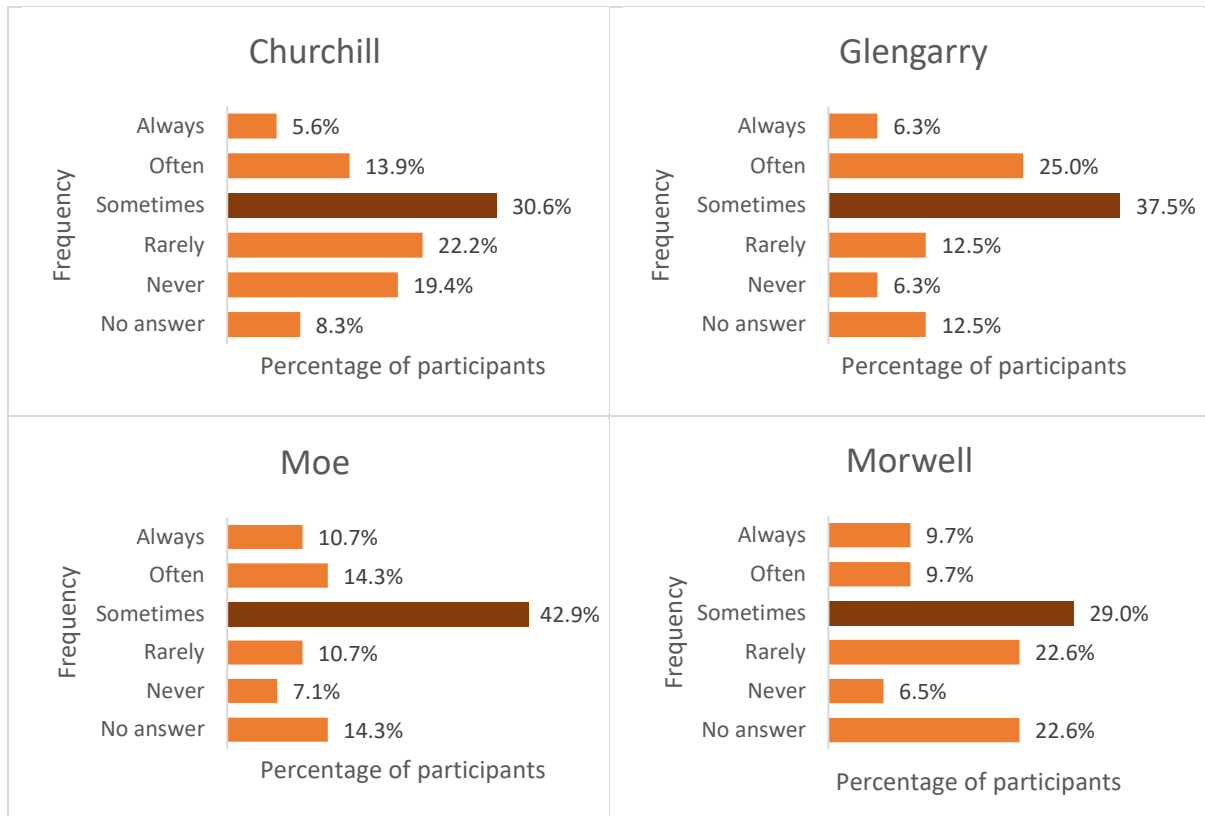 Churchill
Frequency
Always 5.6%
Often 13.9%
Sometimes 30.6%
Rarely 22.2%
Never 19.4%
No answer 8.3%
Percentage of participants
Glengarry
Frequency
Always 6.3%
Often 25.0%
Sometimes 37.5%
Rarely 12.5%
Never 6.3%
No answer 12.5%
Percentage of participants
Moe
Frequency
Always 10.7%
Often 14.3%
Sometimes 42.9%
Rarely 10.7%
Never 7.1%
No answer 14.3%
Percentage of participants
Morwell
Frequency
Always 9.7%
Often 9.7%
Sometimes 29.0%
Rarely 22.6%
Never 6.5%
No answer 22.6%
Percentage of participants